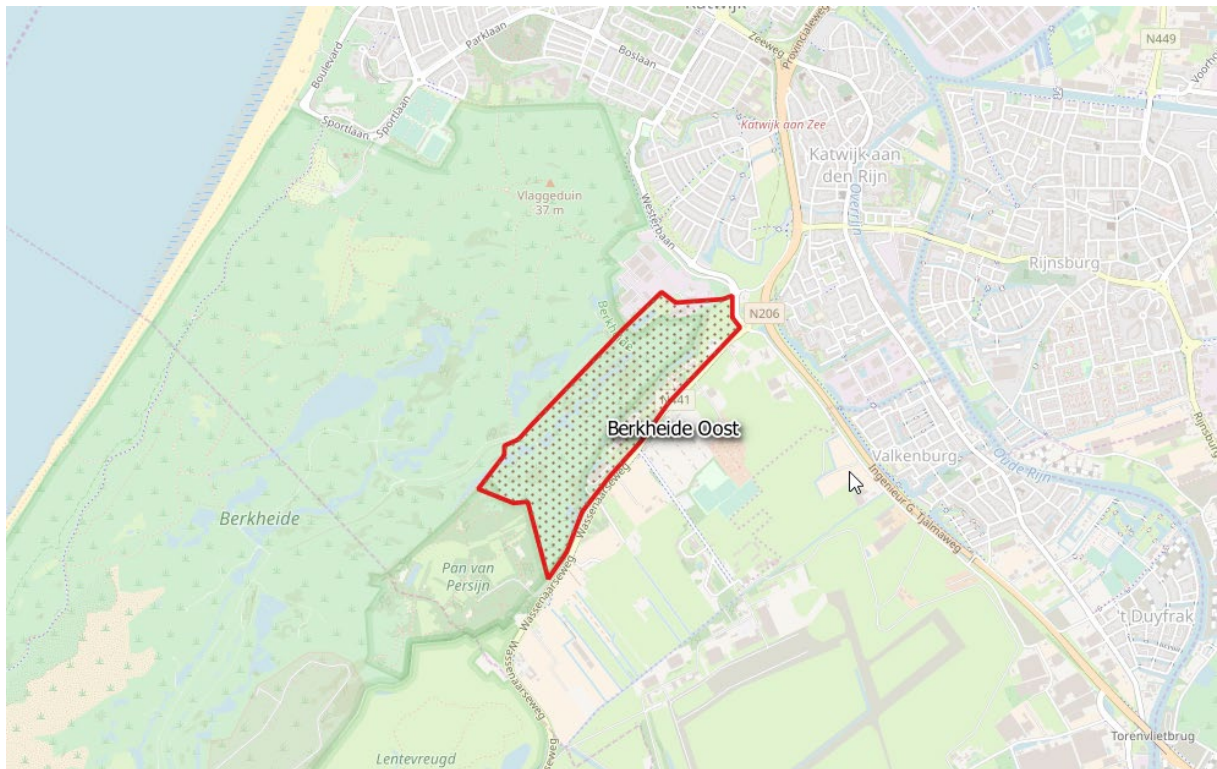 Katwijk
N449
Boulevard
Parklaan
Boslaan
Zeeweg
Provincialeweg
Sportlaan
Sportlaan
Katwijk aan Zee
Katwijk aan
den Rijn
Overrijn
Vlaggeduin
37 m
Westerbaan
Rijnsburg
N206
N441
Berkheide Oost
Valkenburg
Oude Rijn
Rijnsburg
Ingenieur G. Tjalmaweg
Wassenaarseweg
Berkheide
Pan van
Persijn
Wassenaarseweg
Wassenaarseweg
't Duyfrak
Torenvlietbrug
Lentevreugd